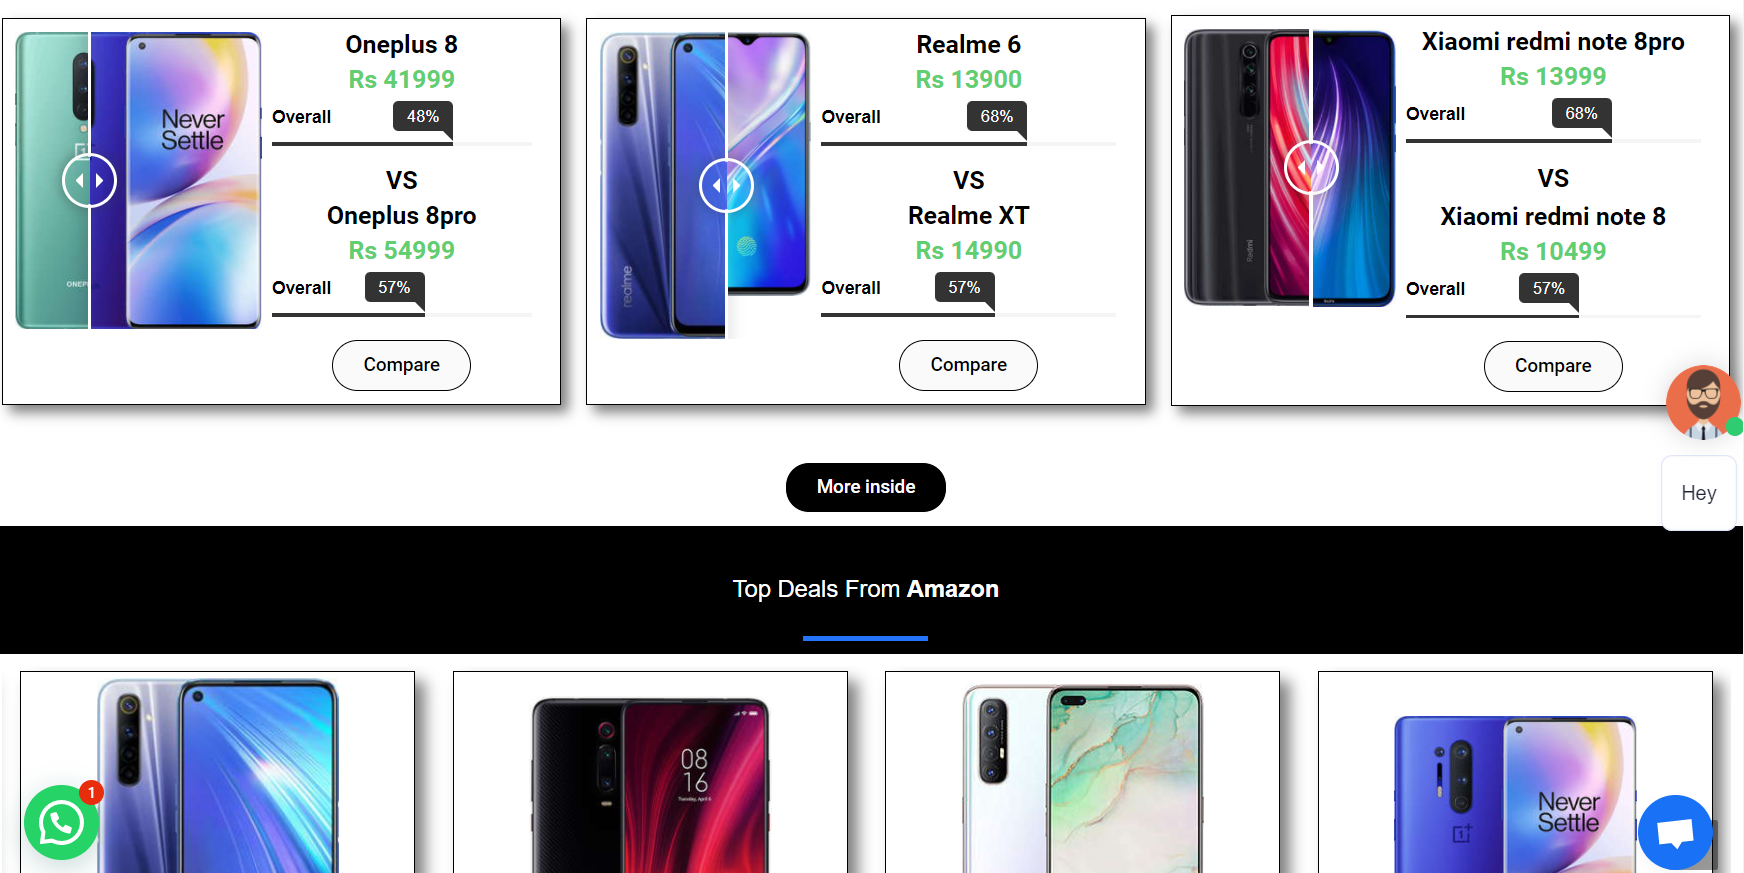 Oneplus 8
Rs 41999
Overall
48%
VS
Oneplus 8pro
Rs 54999
Overall
57%
Compare
Never
Settle
ONEP
Realme 6
Rs 13900
Overall
68%
VS
Realme XT
Rs 14990
Overall
57%
Compare
realme
Xiaomi redmi note 8pro
Rs 13999
Overall
68%
VS
Xiaomi redmi note 8
Rs 10499
Overall
57%
Compare
Redmi
Hey
More inside
Top Deals From Amazon
08
16
Never
Settle
1